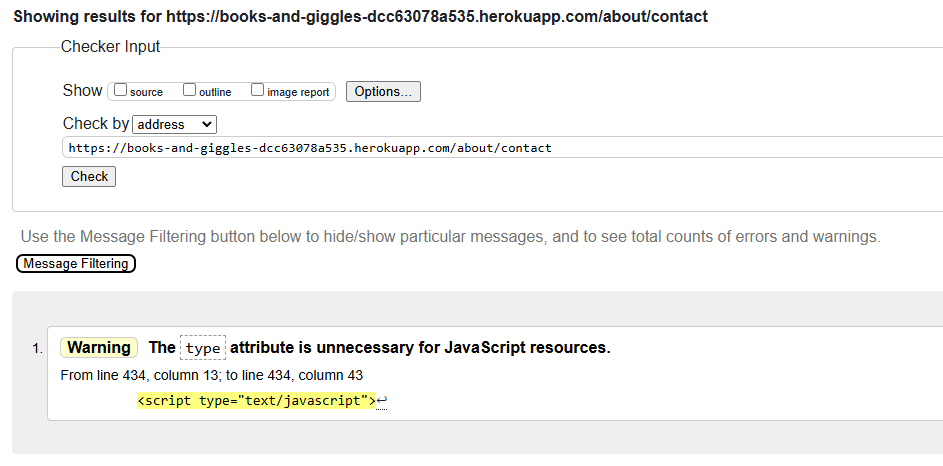 Showing results for https://books-and-giggles-dcc63078a535.herokuapp.com/about/contact
Checker Input
Show source outline image report Options...
Check by address
https://books-and-giggles-dcc63078a535.herokuapp.com/about/contact
Check
Use the Message Filtering button below to hide/show particular messages, and to see total counts of errors and warnings.
Message Filtering
1. Warning The type attribute is unnecessary for JavaScript resources.
From line 434, column 13; to line 434, column 43
<script type="text/javascript">↩